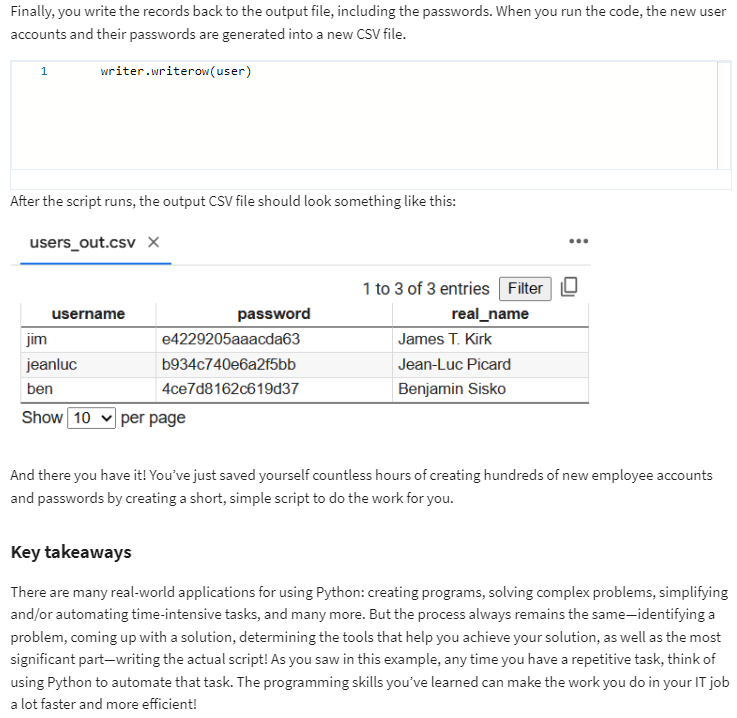 Finally, you write the records back to the output file, including the passwords. When you run the code, the new user
accounts and their passwords are generated into a new CSV file.
1 writer.writerow(user)
After the script runs, the output CSV file should look something like this:
users_out.csv ×
1 to 3 of 3 entries Filter
username password real_name
jim e4229205aaacda63 James T. Kirk
jeanluc b934c740e6a2f5bb Jean-Luc Picard
ben 4ce7d8162c619d37 Benjamin Sisko
Show 10 per page
And there you have it! You’ve just saved yourself countless hours of creating hundreds of new employee accounts
and passwords by creating a short, simple script to do the work for you.
Key takeaways
There are many real-world applications for using Python: creating programs, solving complex problems, simplifying
and/or automating time-intensive tasks, and many more. But the process always remains the same—identifying a
problem, coming up with a solution, determining the tools that help you achieve your solution, as well as the most
significant part—writing the actual script! As you saw in this example, any time you have a repetitive task, think of
using Python to automate that task. The programming skills you’ve learned can make the work you do in your IT job
a lot faster and more efficient!